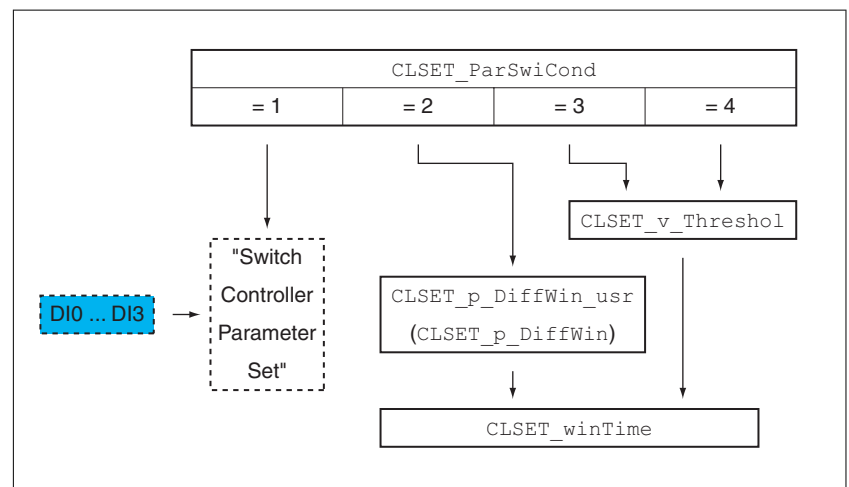 CLSET_ParSwiCond
= 1 = 2 = 3 = 4
CLSET_v_Threshol
"Switch
Controller
Parameter
Set"
DI0 ... DI3
CLSET_p_DiffWin_usr
(CLSET_p_DiffWin)
CLSET_winTime